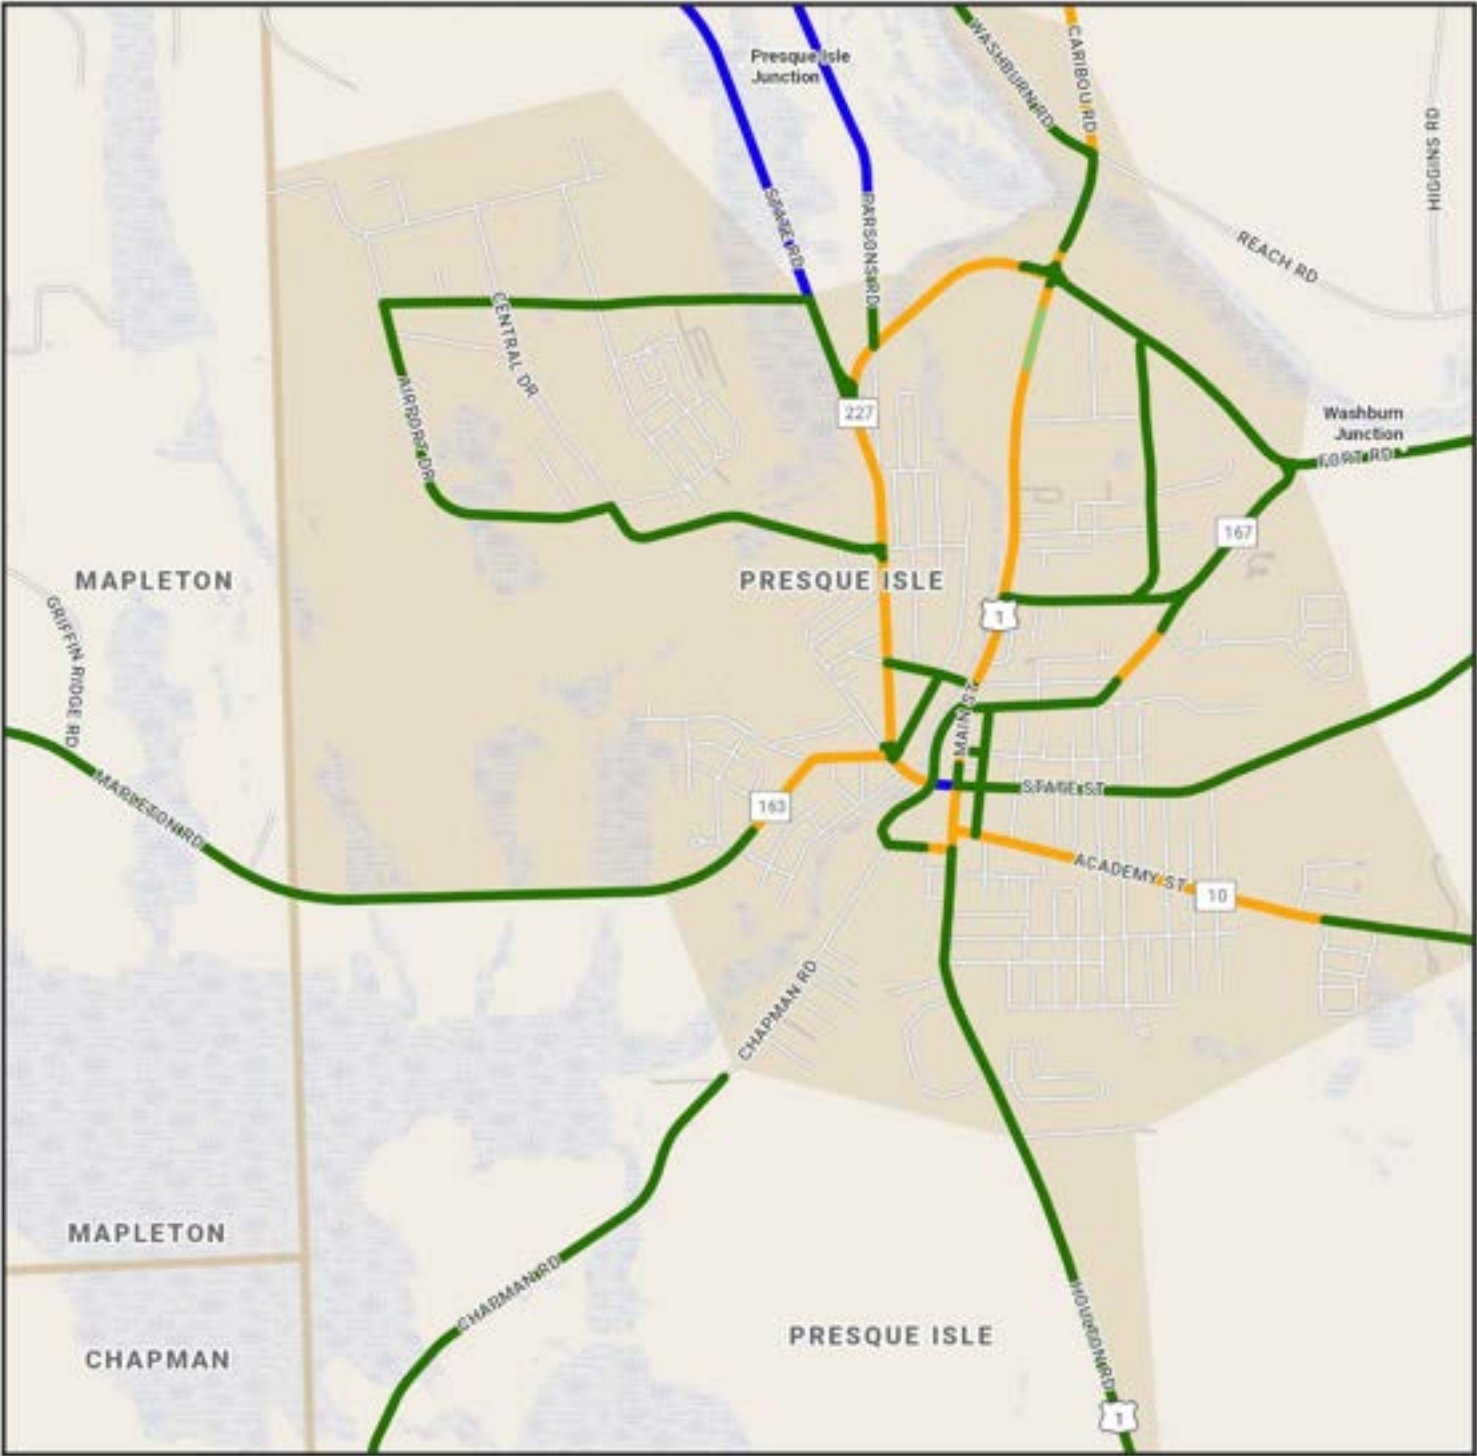 WASHBURN RD
CARIBOU RD
Presque Isle
Junction
HIGGINS RD
STATE RD
PARSONS RD
REACH RD
CENTRAL DR
AIRPORT DR
227
Washburn
Junction
FORT RD
167
MAPLETON
PRESQUE ISLE
GRIFFIN RIDGE RD
1
MAIN ST
MAPLETON RD
163
STATE ST
ACADEMY ST
10
CHAPMAN RD
MAPLETON
CHAPMAN RD
PRESQUE ISLE
CHAPMAN
HOULTON RD
1